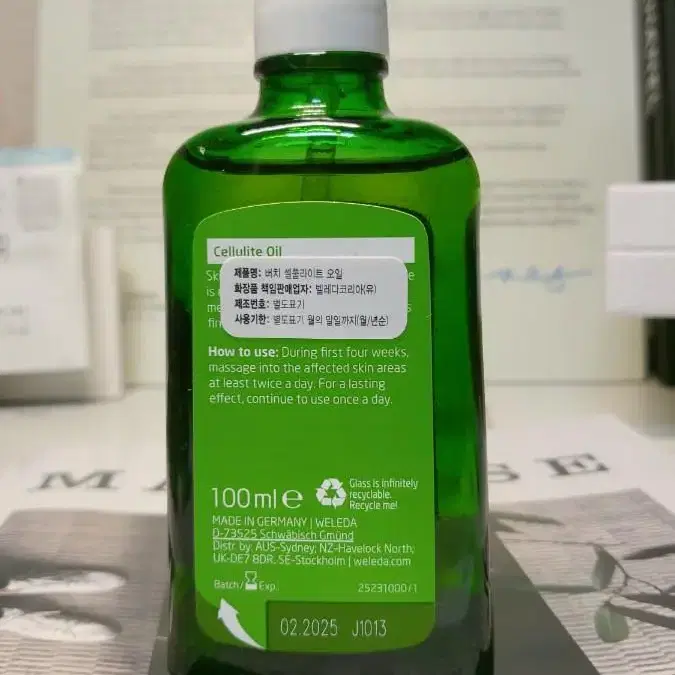 Cellulite Oil
제품명: 버치 셀룰라이트 오일
화장품 책임판매업자: 벨레다코리아(유)
제조번호: 별도표기
사용기한: 별도표기 월의 말일까지(월/년순)
How to use: During first four weeks,
massage into the affected skin areas
at least twice a day. For a lasting
effect, continue to use once a day.
100ml e
Glass is infinitely
recyclable.
Recycle me!
MADE IN GERMANY | WELEDA
D-73525 Schwäbisch Gmünd
Distr. by: AUS-Sydney; NZ-Havelock North;
UK-DE7 8DR, SE-Stockholm | weleda.com
Batch/ Exp.:
25231000/1
02.2025 J1013